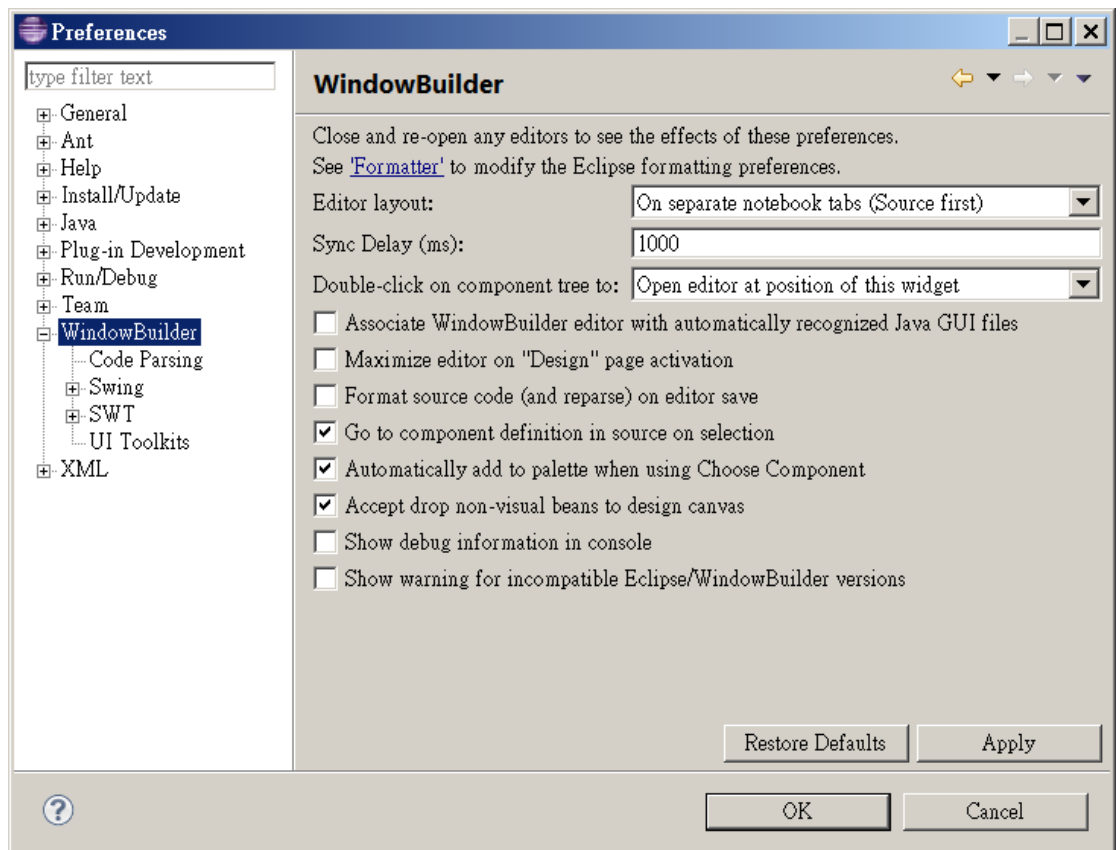 Preferences
type filter text
General
Ant
Help
Install/Update
Java
Plug-in Development
Run/Debug
Team
WindowBuilder
Code Parsing
Swing
SWT
UI Toolkits
XML
WindowBuilder
Close and re-open any editors to see the effects of these preferences.
See 'Formatter' to modify the Eclipse formatting preferences.
Editor layout: On separate notebook tabs (Source first)
Sync Delay (ms): 1000
Double-click on component tree to: Open editor at position of this widget
Associate WindowBuilder editor with automatically recognized Java GUI files
Maximize editor on "Design" page activation
Format source code (and reparse) on editor save
Go to component definition in source on selection
Automatically add to palette when using Choose Component
Accept drop non-visual beans to design canvas
Show debug information in console
Show warning for incompatible Eclipse/WindowBuilder versions
Restore Defaults Apply
? OK Cancel